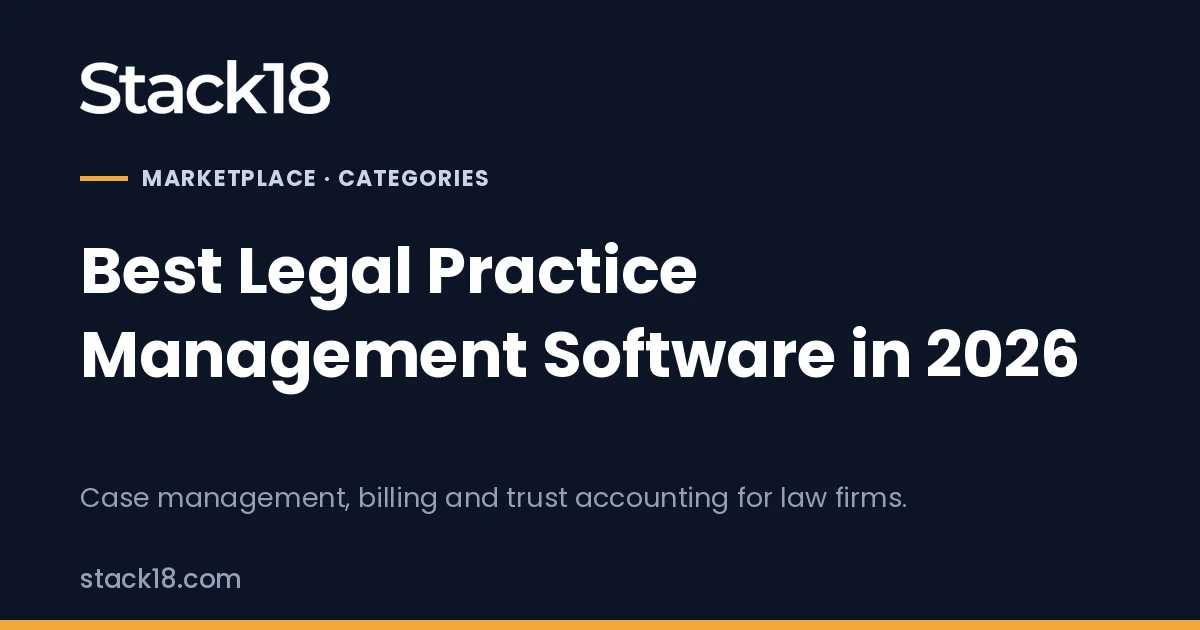 Stack18
MARKETPLACE · CATEGORIES
Best Legal Practice
Management Software in 2026
Case management, billing and trust accounting for law firms.
stack18.com